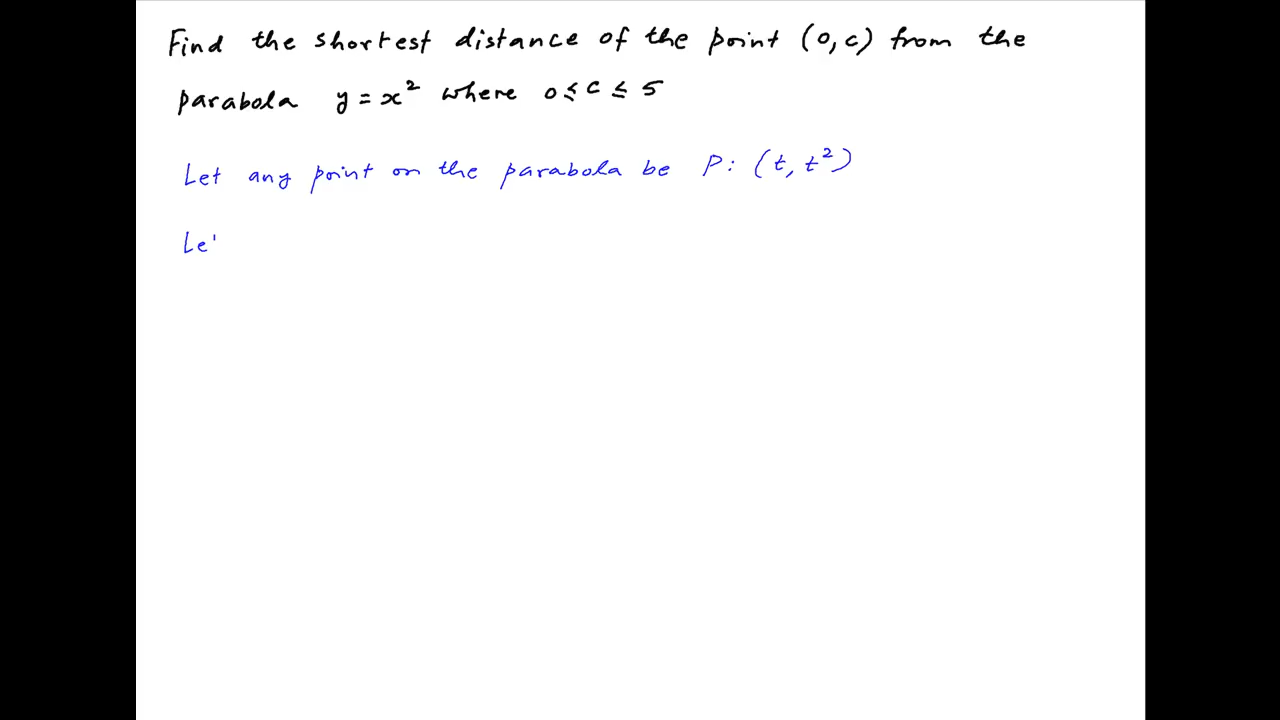 Find the shortest distance of the point (0, c) from the
parabola y = x² where 0 ≤ c ≤ 5
Let any point on the parabola be P: (t, t²)
Le'